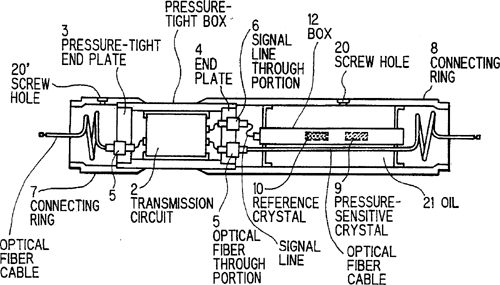 PRESSURE-
TIGHT BOX
3
PRESSURE-TIGHT
END PLATE
4
END
PLATE
6
SIGNAL
LINE
THROUGH
PORTION
12
BOX
20
SCREW HOLE
8
CONNECTING
RING
20'
SCREW
HOLE
7
CONNECTING
RING
5
2
TRANSMISSION
CIRCUIT
5
OPTICAL
FIBER
THROUGH
PORTION
10
REFERENCE
CRYSTAL
9
PRESSURE-
SENSITIVE
CRYSTAL
21 OIL
SIGNAL
LINE
OPTICAL
FIBER
CABLE
OPTICAL
FIBER
CABLE